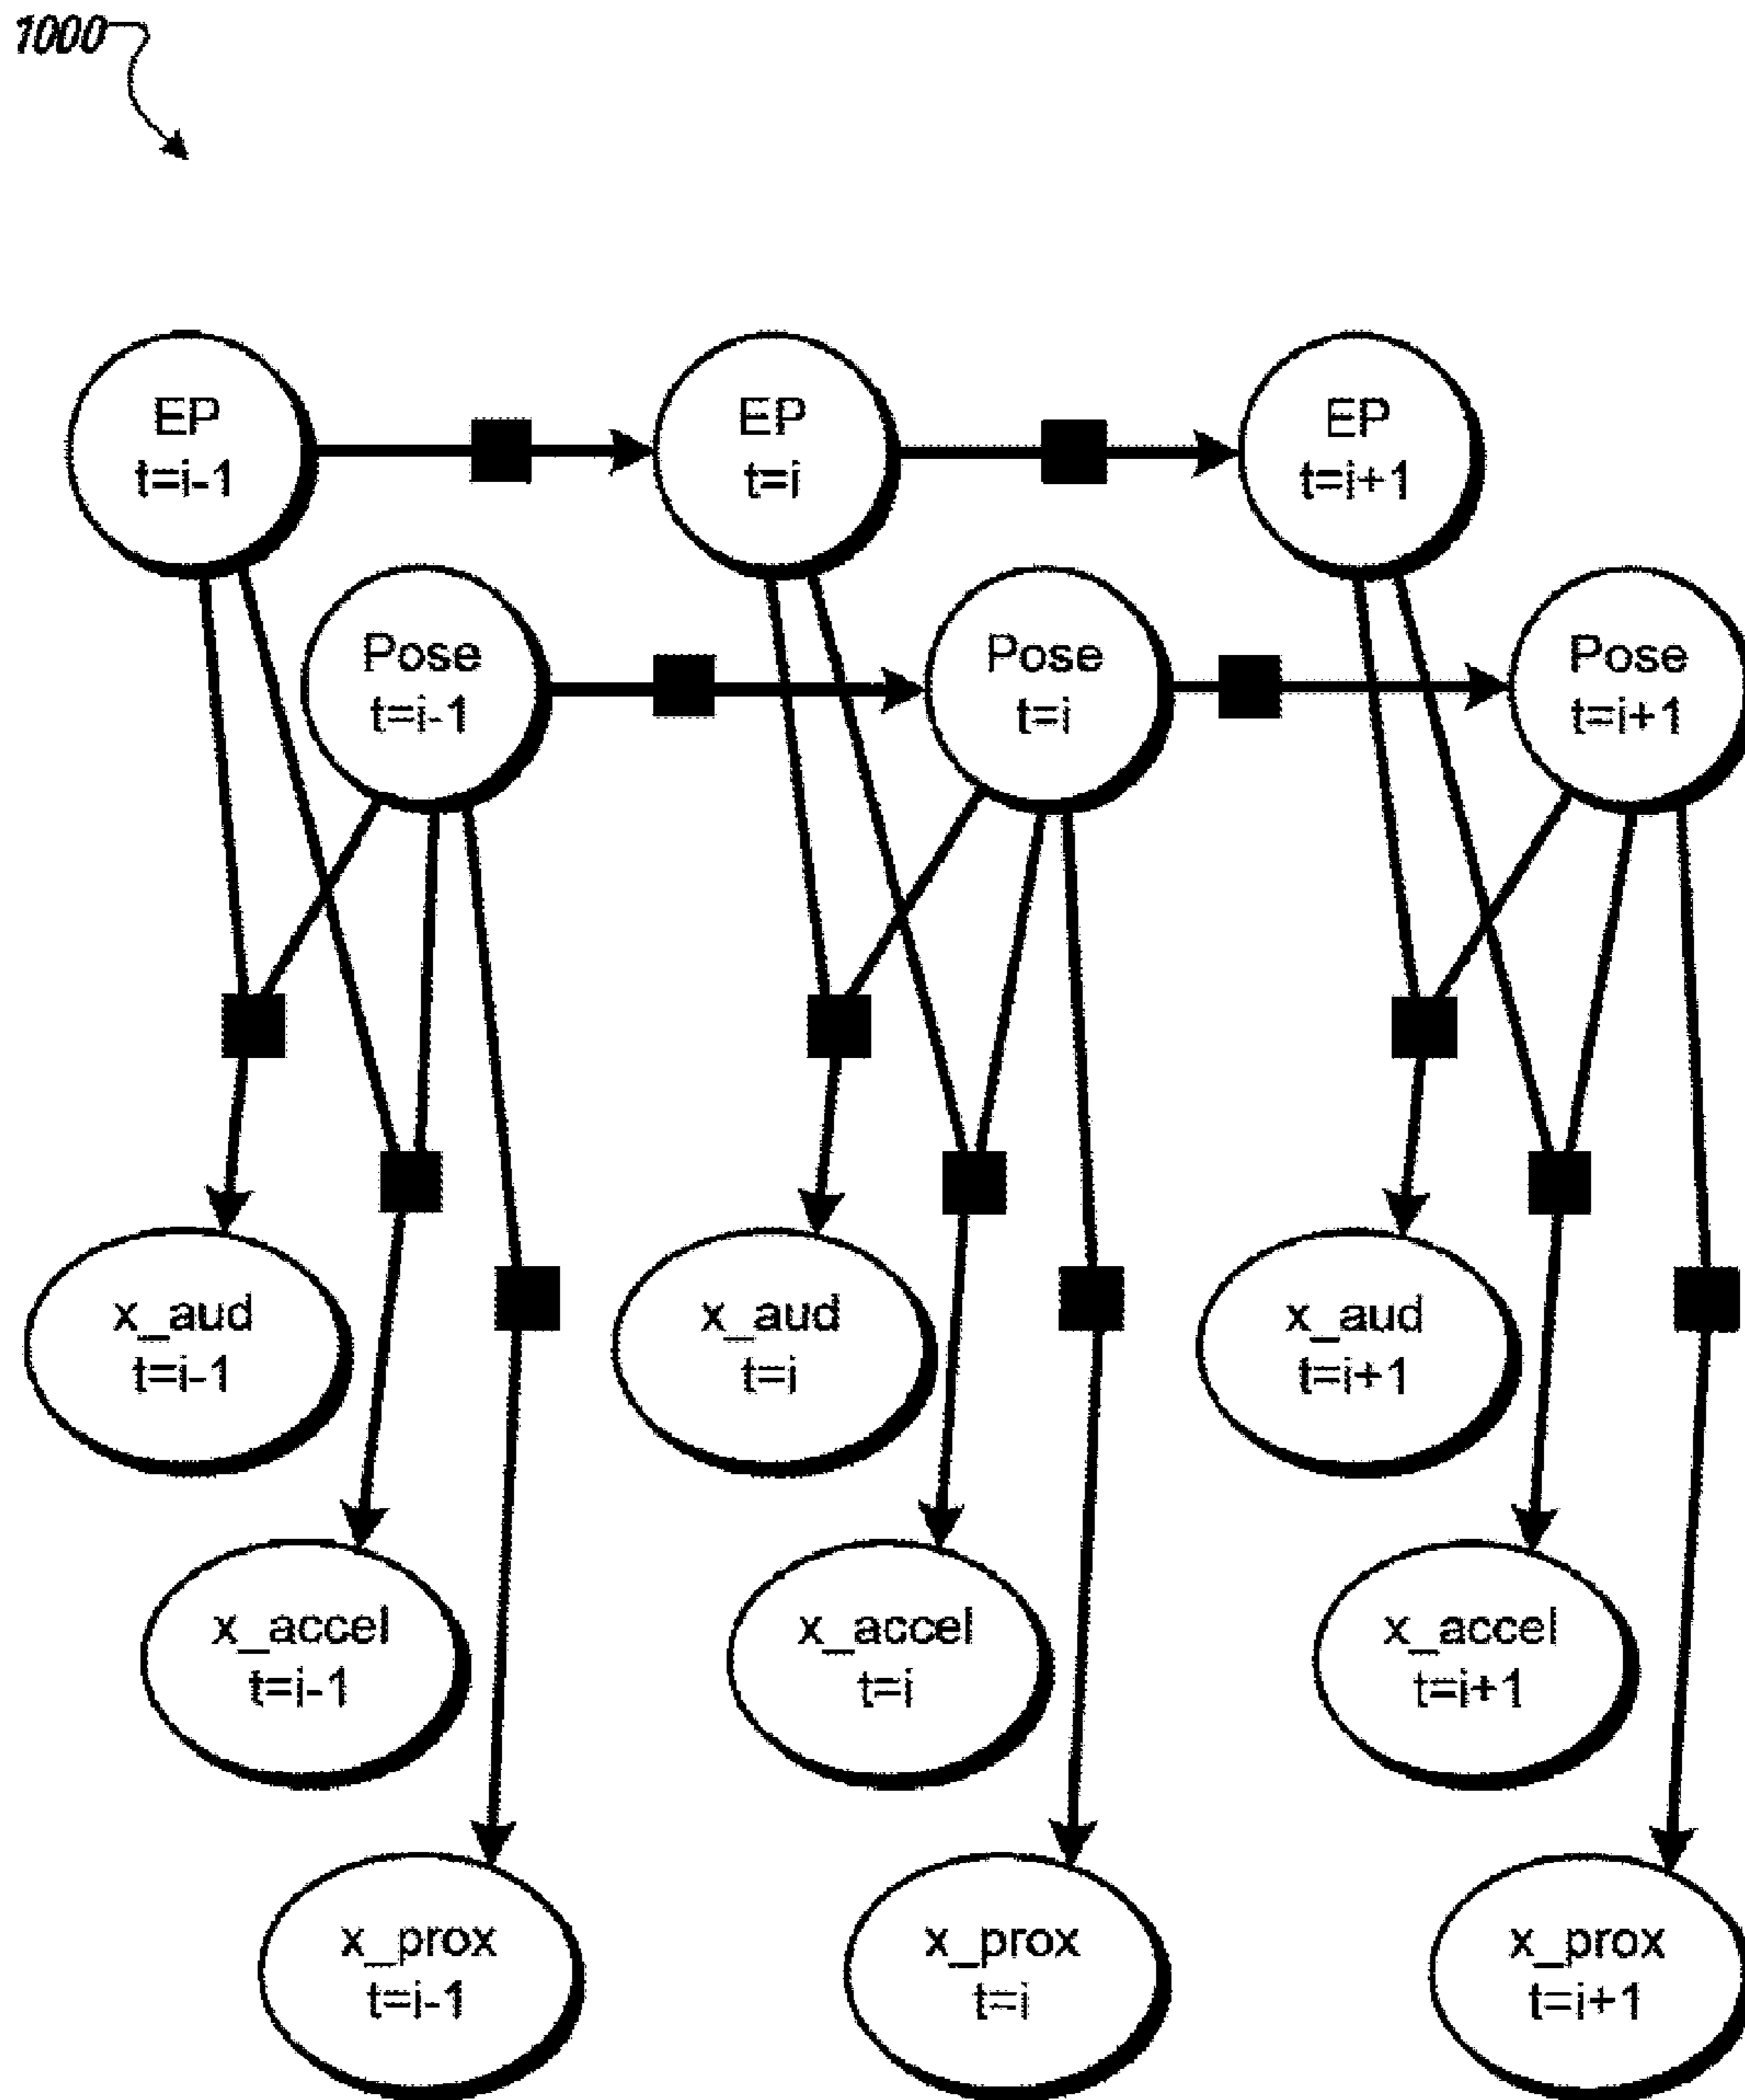 1000
EP
t=i-1
EP
t=i
EP
t=i+1
Pose
t=i-1
Pose
t=i
Pose
t=i+1
x_aud
t=i-1
x_aud
t=i
x_aud
t=i+1
x_accel
t=i-1
x_accel
t=i
x_accel
t=i+1
x_prox
t=i-1
x_prox
t=i
x_prox
t=i+1